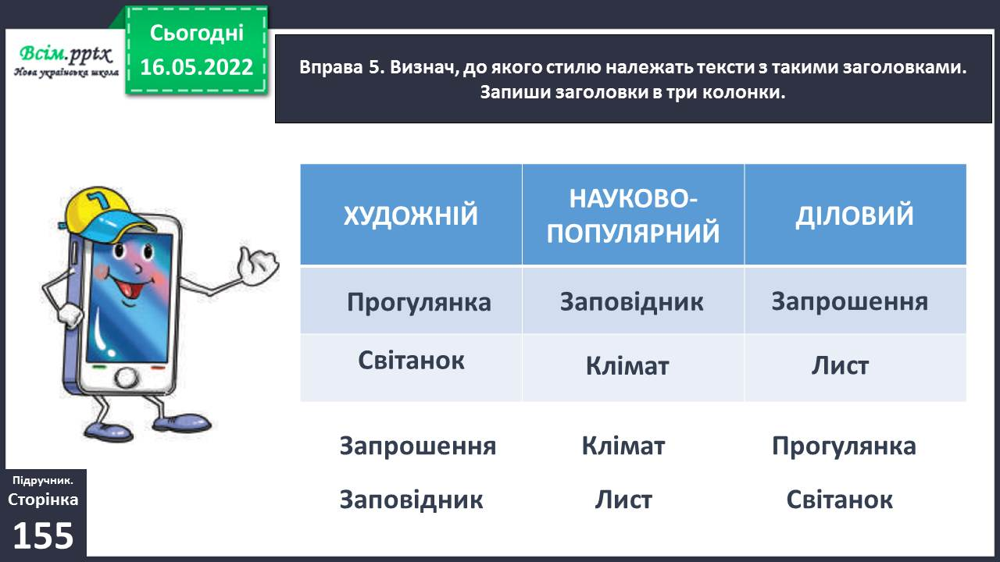 Всім.pptx
Нова українська школа
Сьогодні
16.05.2022
Вправа 5. Визнач, до якого стилю належать тексти з такими заголовками.
Запиши заголовки в три колонки.
ХУДОЖНІЙ
НАУКОВО-
ПОПУЛЯРНИЙ
ДІЛОВИЙ
Прогулянка
Заповідник
Запрошення
Світанок
Клімат
Лист
Запрошення
Клімат
Прогулянка
Заповідник
Лист
Світанок
Підручник.
Сторінка
155